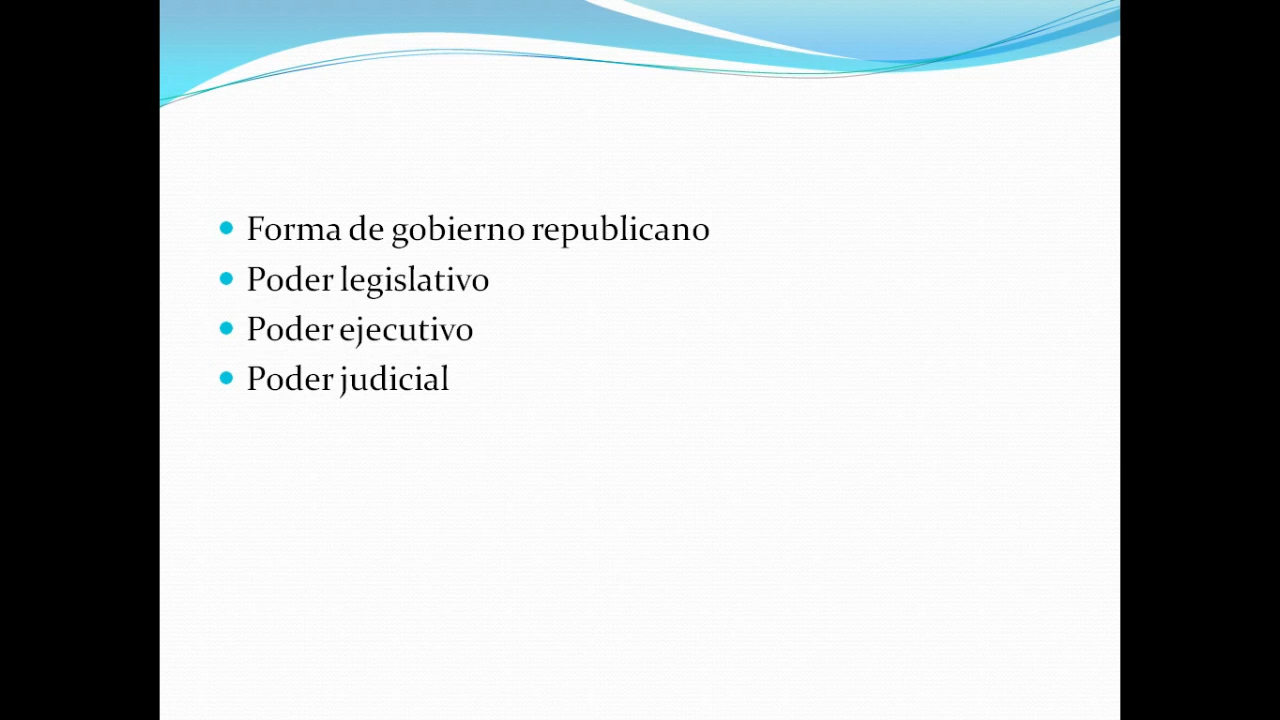 Forma de gobierno republicano
Poder legislativo
Poder ejecutivo
Poder judicial